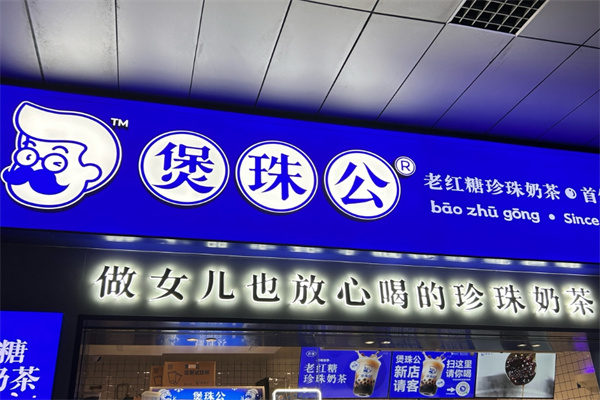 TM
煲珠公®
老红糖珍珠奶茶
bāo zhū gōng • Since
做女儿也放心喝的珍珠奶茶
糖
奶茶
老红糖
珍珠奶茶
煲珠公
新店
请客
扫这里
请你喝
煲珠公